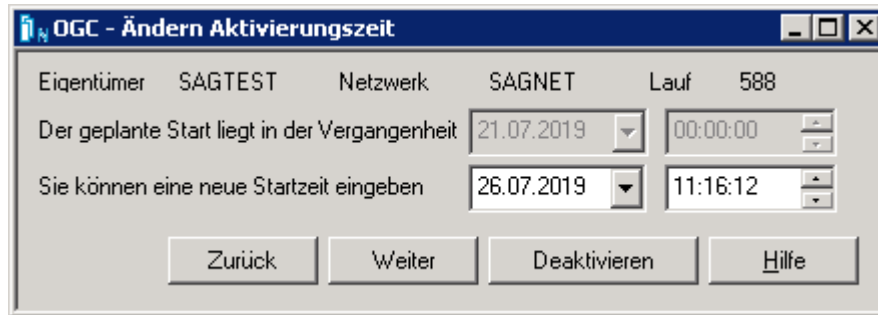 N OGC - Ändern Aktivierungszeit
Eigentümer SAGTEST Netzwerk SAGNET Lauf 588
Der geplante Start liegt in der Vergangenheit 21.07.2019 00:00:00
Sie können eine neue Startzeit eingeben 26.07.2019 11:16:12
Zurück Weiter Deaktivieren Hilfe